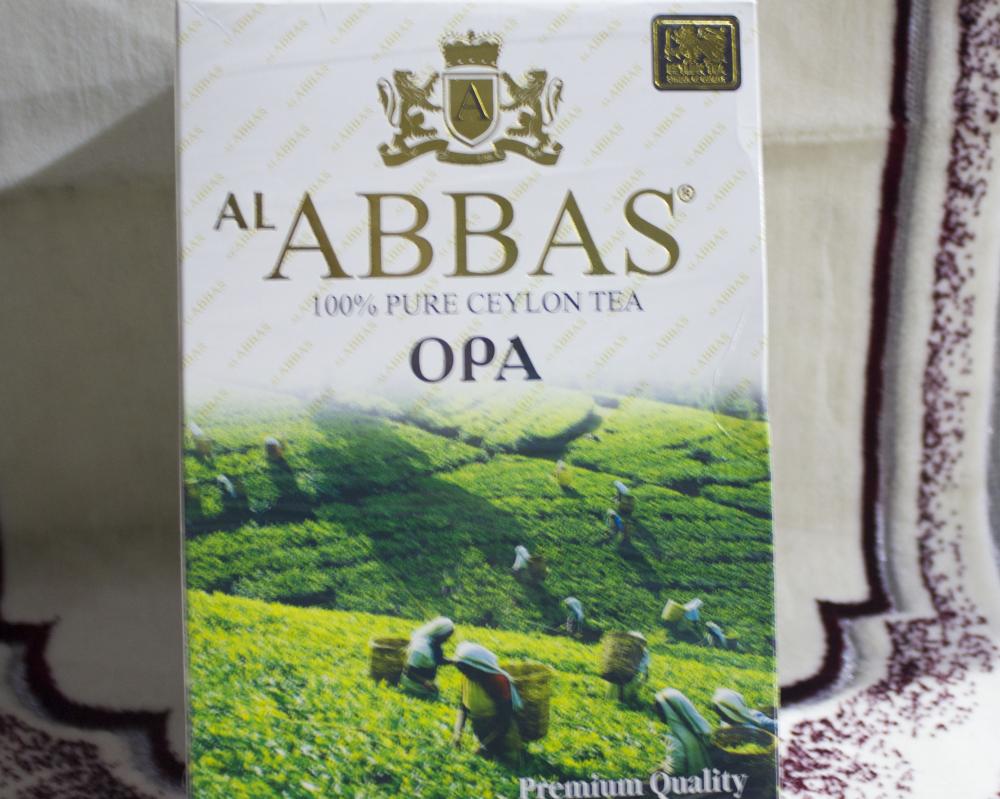 A
AL ABBAS®
100% PURE CEYLON TEA
OPA
Premium Quality